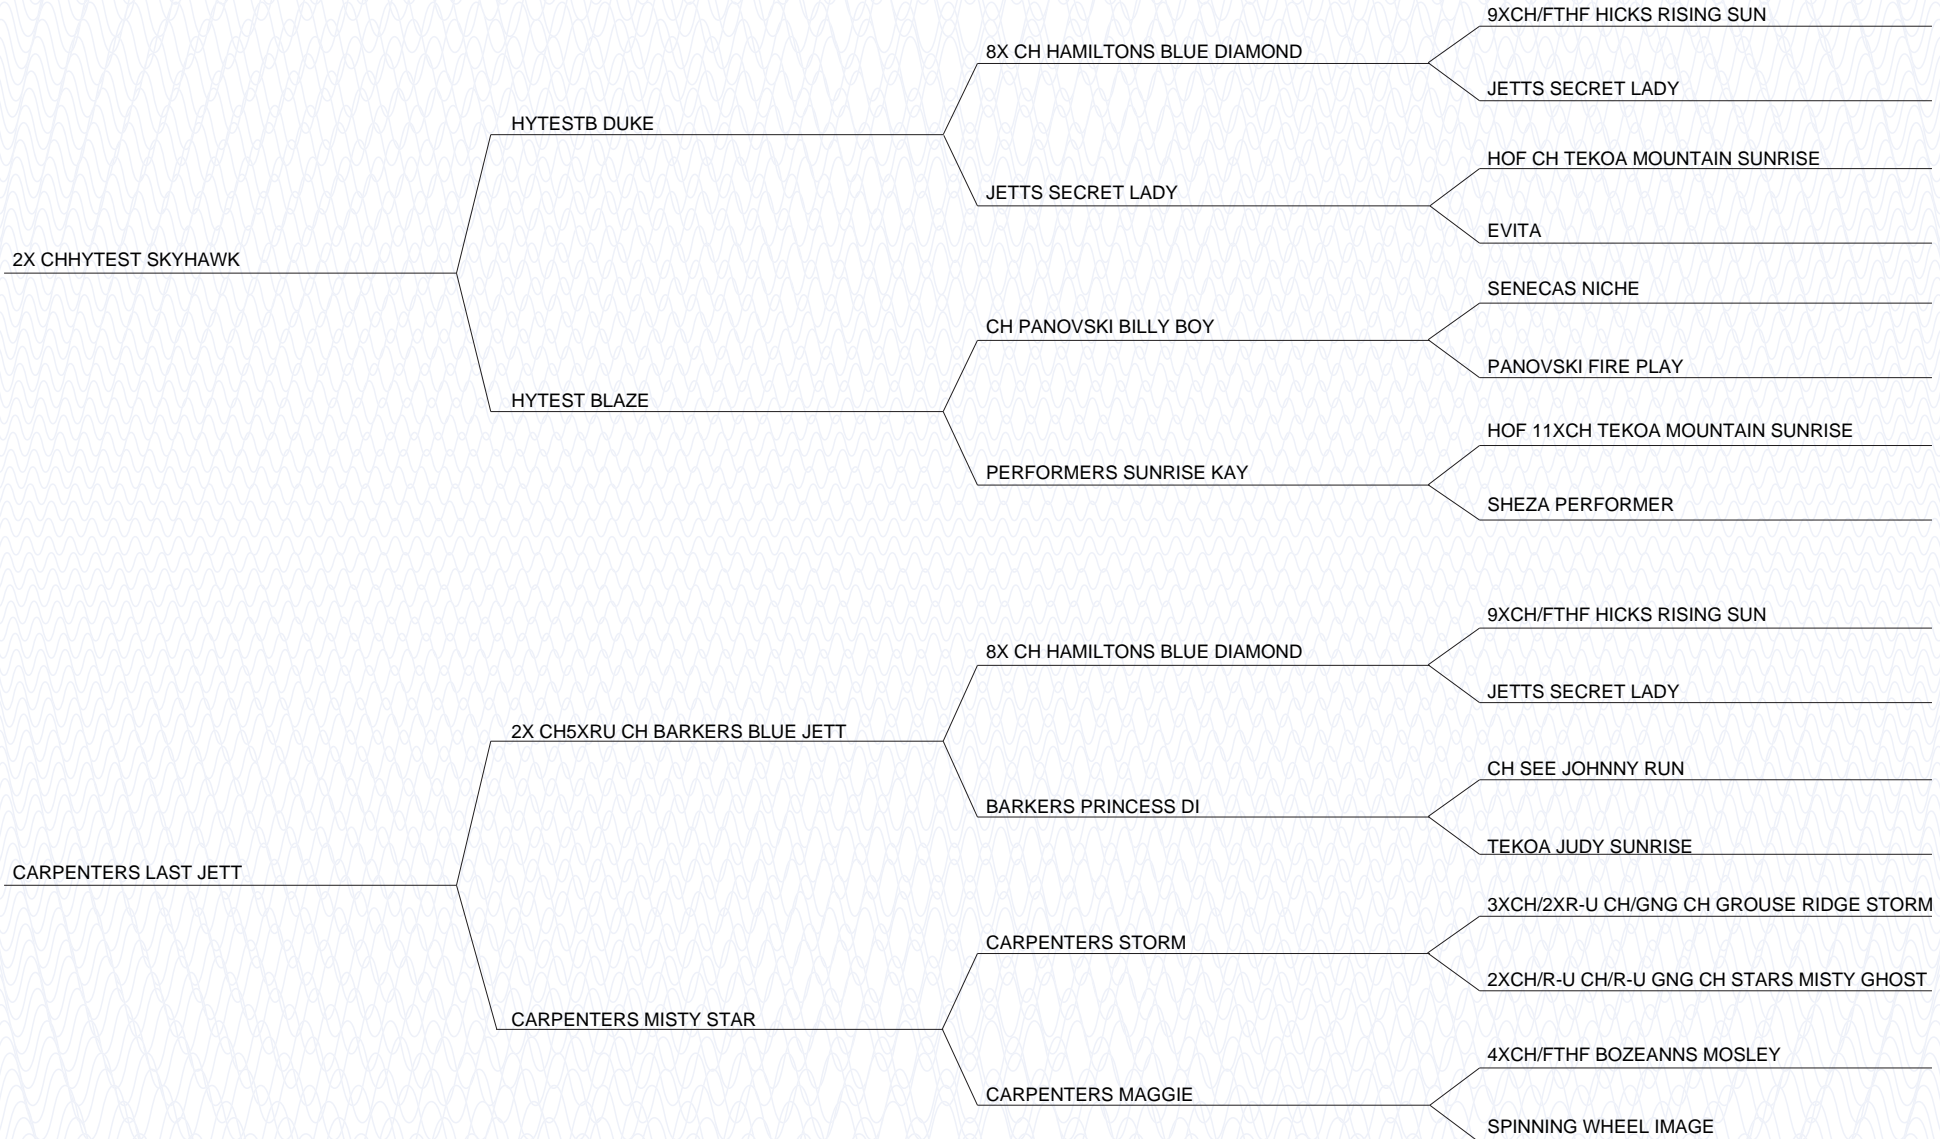 9XCH/FTHF HICKS RISING SUN
8X CH HAMILTONS BLUE DIAMOND
JETTS SECRET LADY
HYTESTB DUKE
HOF CH TEKOA MOUNTAIN SUNRISE
JETTS SECRET LADY
EVITA
2X CHHYTEST SKYHAWK
SENECAS NICHE
CH PANOVSKI BILLY BOY
PANOVSKI FIRE PLAY
HYTEST BLAZE
HOF 11XCH TEKOA MOUNTAIN SUNRISE
PERFORMERS SUNRISE KAY
SHEZA PERFORMER
9XCH/FTHF HICKS RISING SUN
8X CH HAMILTONS BLUE DIAMOND
JETTS SECRET LADY
2X CH5XRU CH BARKERS BLUE JETT
CH SEE JOHNNY RUN
BARKERS PRINCESS DI
TEKOA JUDY SUNRISE
CARPENTERS LAST JETT
3XCH/2XR-U CH/GNG CH GROUSE RIDGE STORM
CARPENTERS STORM
2XCH/R-U CH/R-U GNG CH STARS MISTY GHOST
CARPENTERS MISTY STAR
4XCH/FTHF BOZEANNS MOSLEY
CARPENTERS MAGGIE
SPINNING WHEEL IMAGE